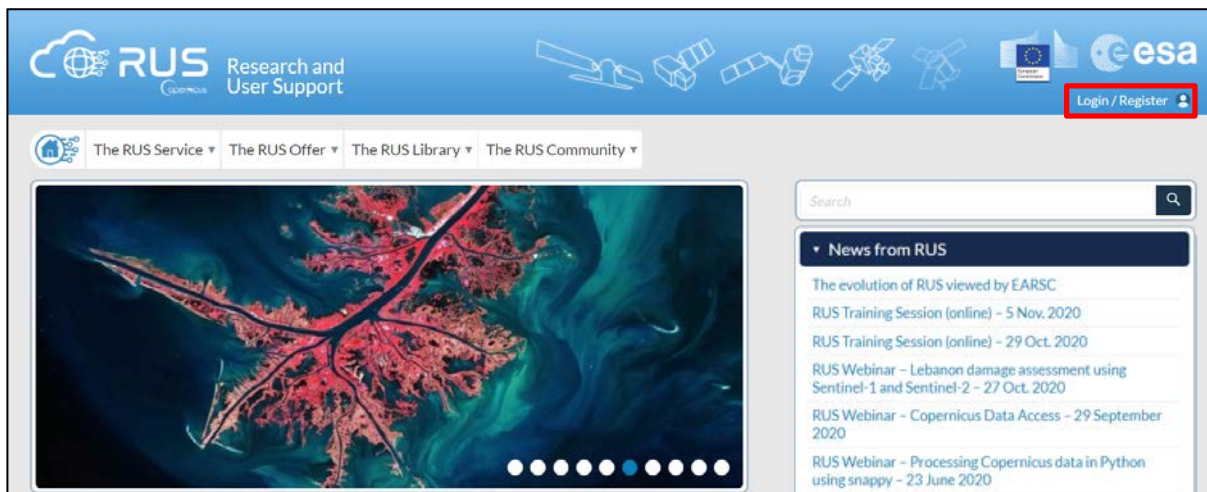 RUS
Copernicus
Research and
User Support
European
Commission
esa
Login / Register
The RUS Service
The RUS Offer
The RUS Library
The RUS Community
Search
News from RUS
The evolution of RUS viewed by EARSC
RUS Training Session (online) – 5 Nov. 2020
RUS Training Session (online) – 29 Oct. 2020
RUS Webinar – Lebanon damage assessment using
Sentinel-1 and Sentinel-2 – 27 Oct. 2020
RUS Webinar – Copernicus Data Access – 29 September
2020
RUS Webinar – Processing Copernicus data in Python
using snappy – 23 June 2020